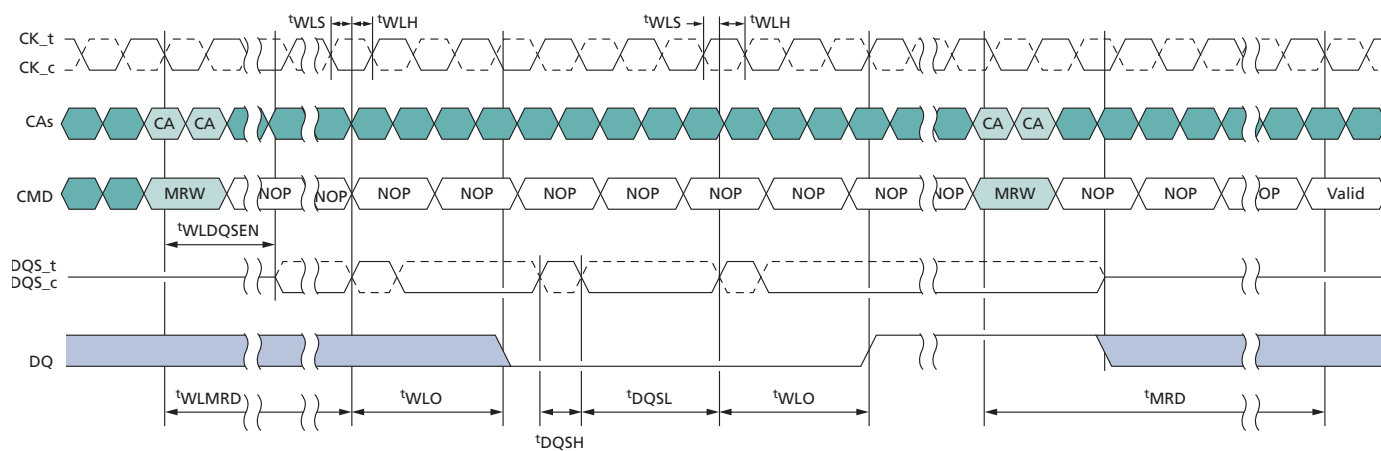 tWLS tWLH tWLS tWLH
CK_t
CK_c
CAs CA CA CA CA
CMD MRW NOP NOP NOP NOP NOP NOP NOP NOP NOP MRW NOP NOP OP Valid
tWLDQSEN
DQS_t
DQS_c
DQ
tWLMRD tWLO tDQSL tWLO tMRD
tDQSH